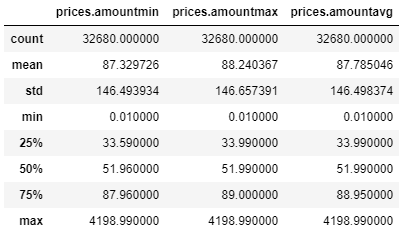 prices.amountmin prices.amountmax prices.amountavg
count 32680.000000 32680.000000 32680.000000
mean 87.329726 88.240367 87.785046
std 146.493934 146.657391 146.498374
min 0.010000 0.010000 0.010000
25% 33.590000 33.990000 33.990000
50% 51.960000 51.990000 51.990000
75% 87.960000 89.000000 88.950000
max 4198.990000 4198.990000 4198.990000